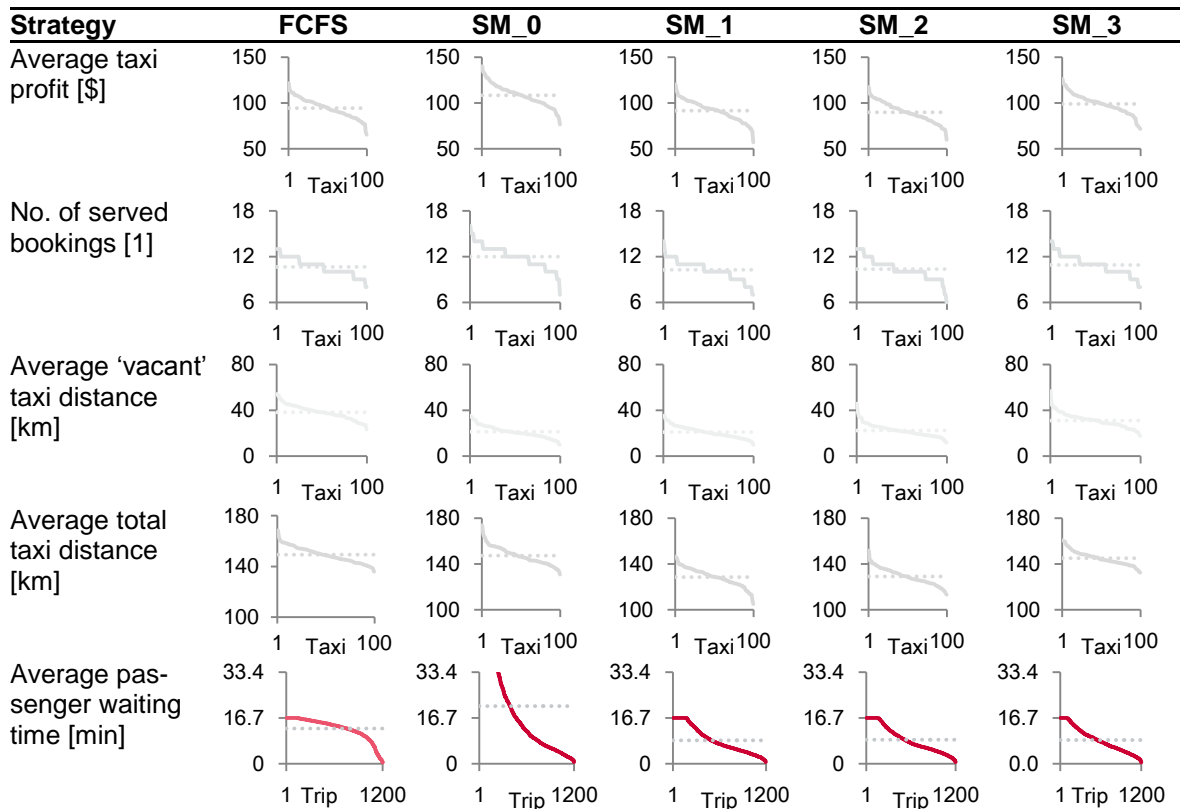 Strategy FCFS SM_0 SM_1 SM_2 SM_3
Average taxi
profit [$]
150 150 150 150 150
100 100 100 100 100
50 50 50 50 50
1 Taxi 100 1 Taxi 100 1 Taxi 100 1 Taxi 100 1 Taxi 100
No. of served
bookings [1]
18 18 18 18 18
12 12 12 12 12
6 6 6 6 6
1 Taxi 100 1 Taxi 100 1 Taxi 100 1 Taxi 100 1 Taxi 100
Average ‘vacant’
taxi distance
[km]
80 80 80 80 80
40 40 40 40 40
0 0 0 0 0
1 Taxi 100 1 Taxi 100 1 Taxi 100 1 Taxi 100 1 Taxi 100
Average total
taxi distance
[km]
180 180 180 180 180
140 140 140 140 140
100 100 100 100 100
1 Taxi 100 1 Taxi 100 1 Taxi 100 1 Taxi 100 1 Taxi 100
Average pas-
senger waiting
time [min]
33.4 33.4 33.4 33.4 33.4
16.7 16.7 16.7 16.7 16.7
0 0 0 0 0.0
1 Trip 1200 1 Trip 1200 1 Trip 1200 1 Trip 1200 1 Trip 1200